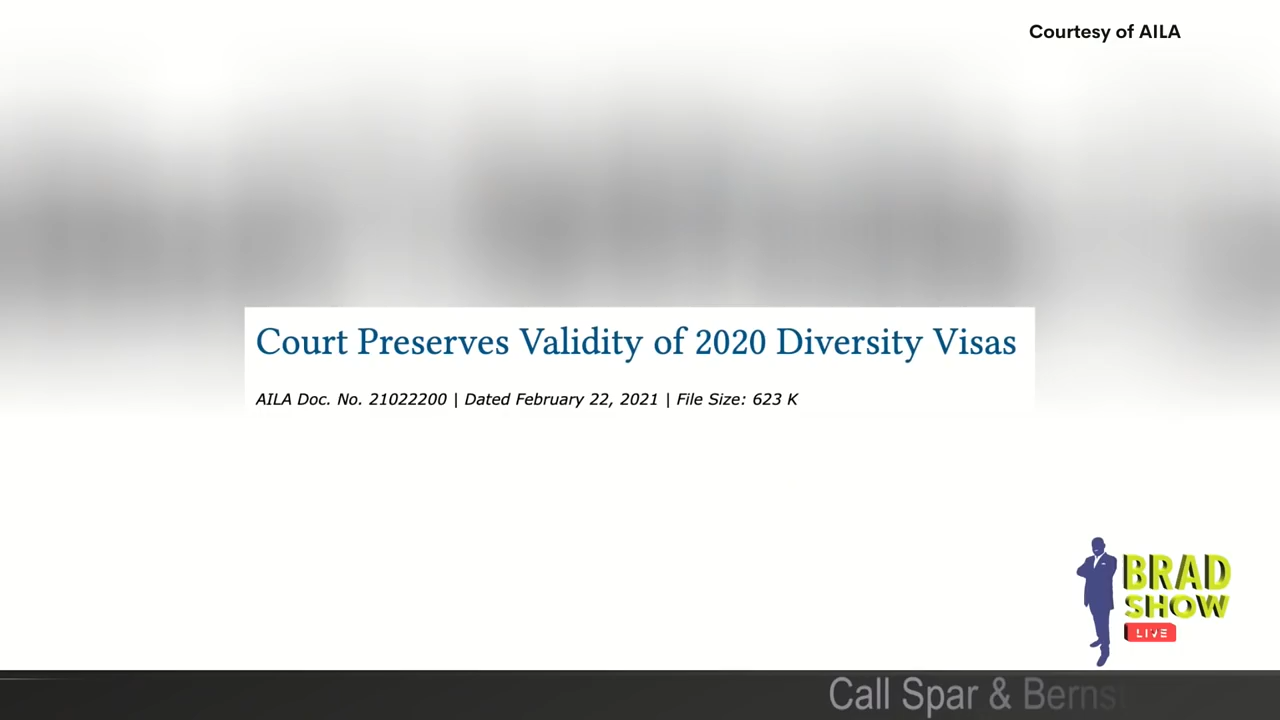 Courtesy of AILA
Court Preserves Validity of 2020 Diversity Visas
AILA Doc. No. 21022200 | Dated February 22, 2021 | File Size: 623 K
BRAD
SHOW
LIVE
Call Spar &